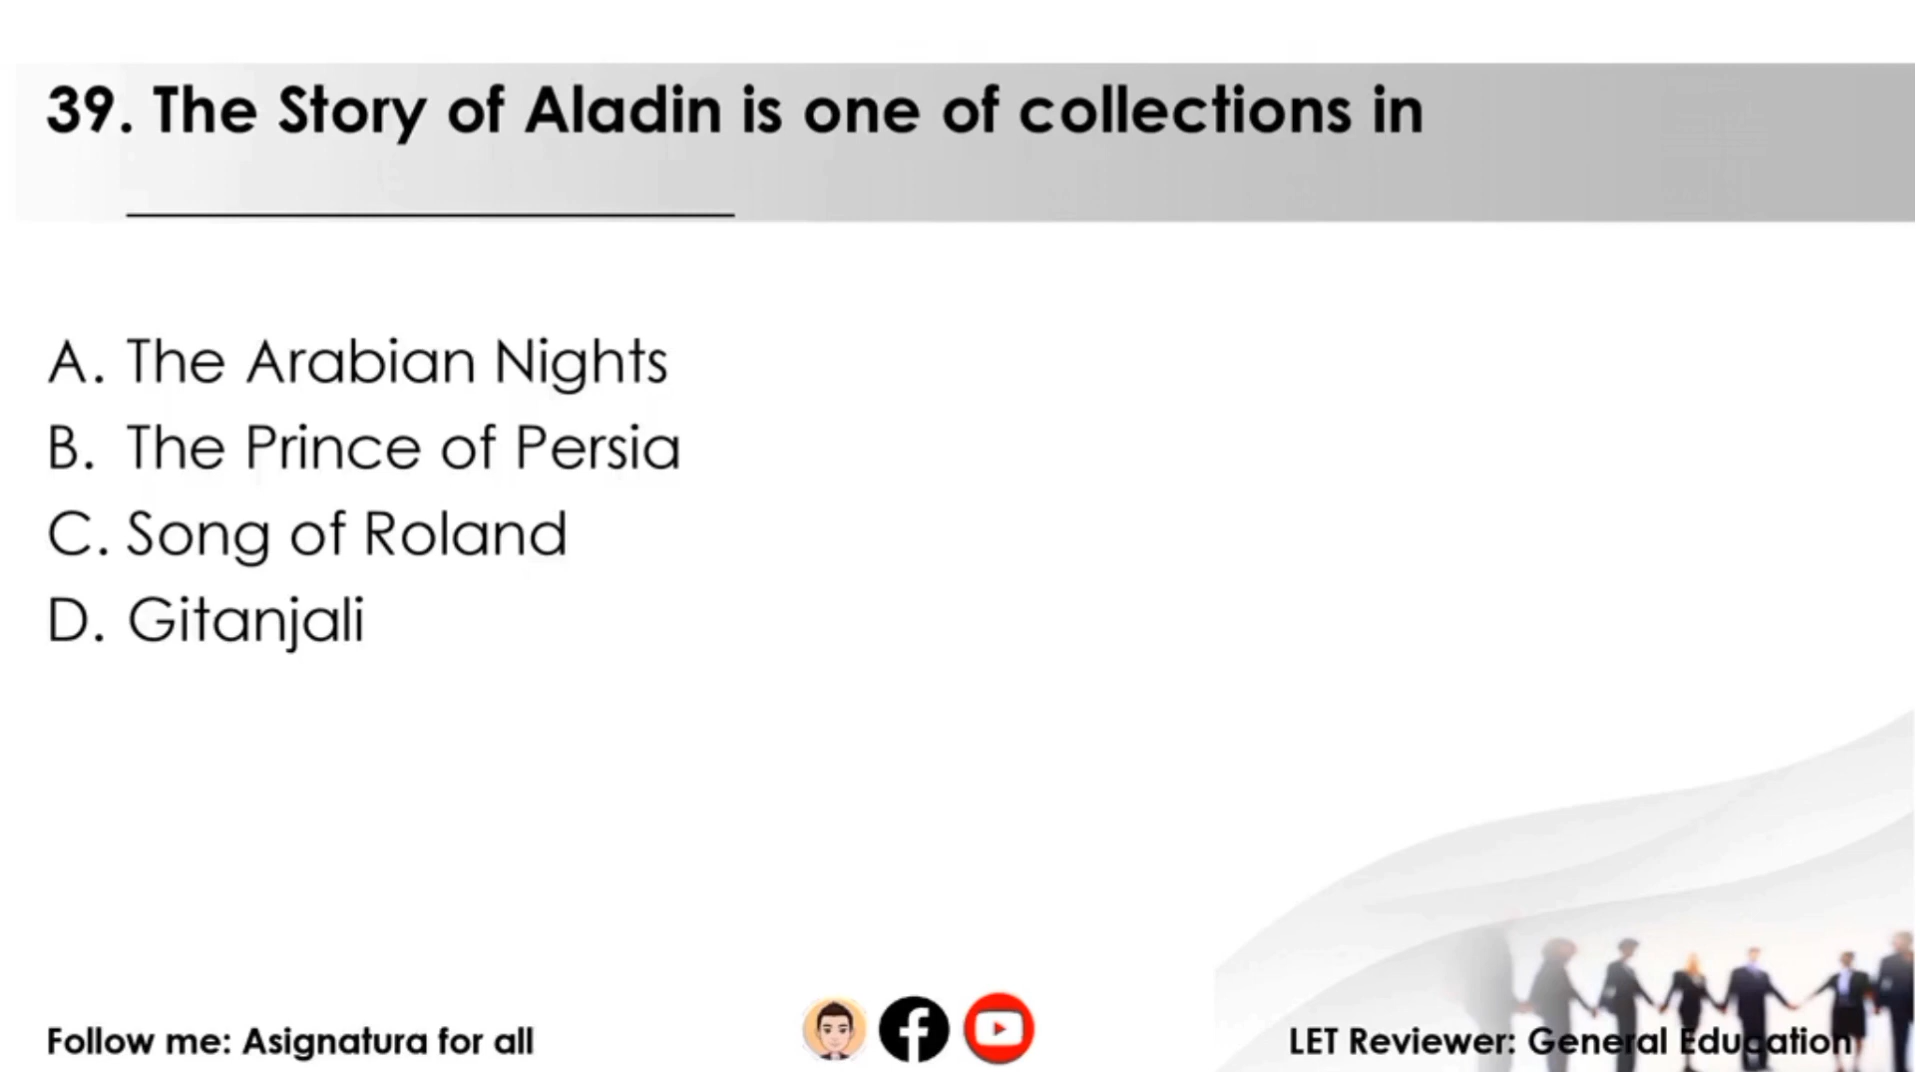 39. The Story of Aladin is one of collections in
____________________
A. The Arabian Nights
B. The Prince of Persia
C. Song of Roland
D. Gitanjali
Follow me: Asignatura for all
LET Reviewer: General Education